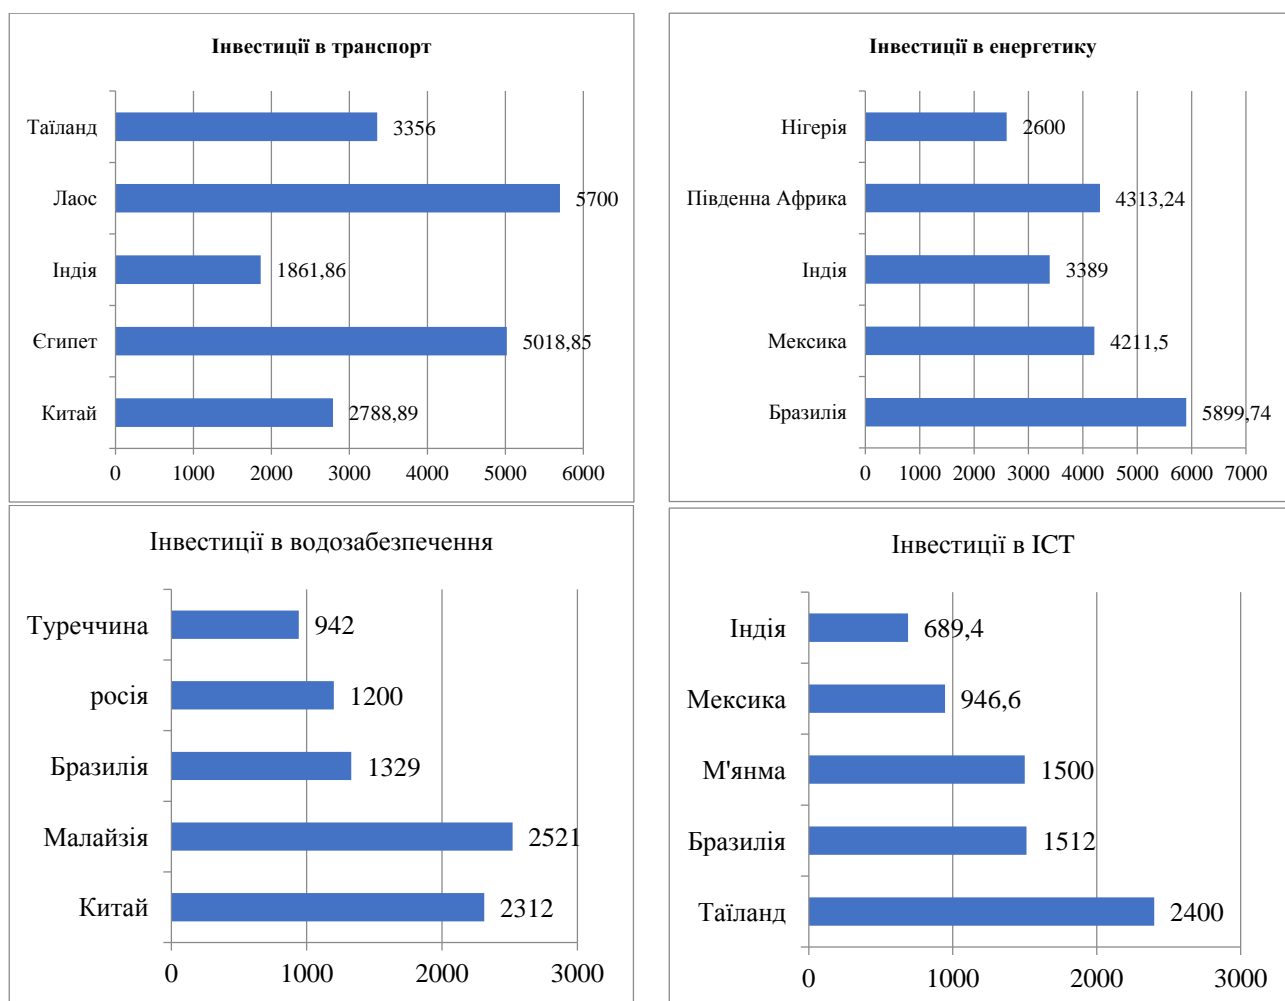 Інвестиції в транспорт
Таїланд 3356
Лаос 5700
Індія 1861,86
Єгипет 5018,85
Китай 2788,89
0 1000 2000 3000 4000 5000 6000
Інвестиції в енергетику
Нігерія 2600
Південна Африка 4313,24
Індія 3389
Мексика 4211,5
Бразилія 5899,74
0 1000 2000 3000 4000 5000 6000 7000
Інвестиції в водозабезпечення
Туреччина 942
росія 1200
Бразилія 1329
Малайзія 2521
Китай 2312
0 1000 2000 3000
Інвестиції в ІСТ
Індія 689,4
Мексика 946,6
М'янма 1500
Бразилія 1512
Таїланд 2400
0 1000 2000 3000